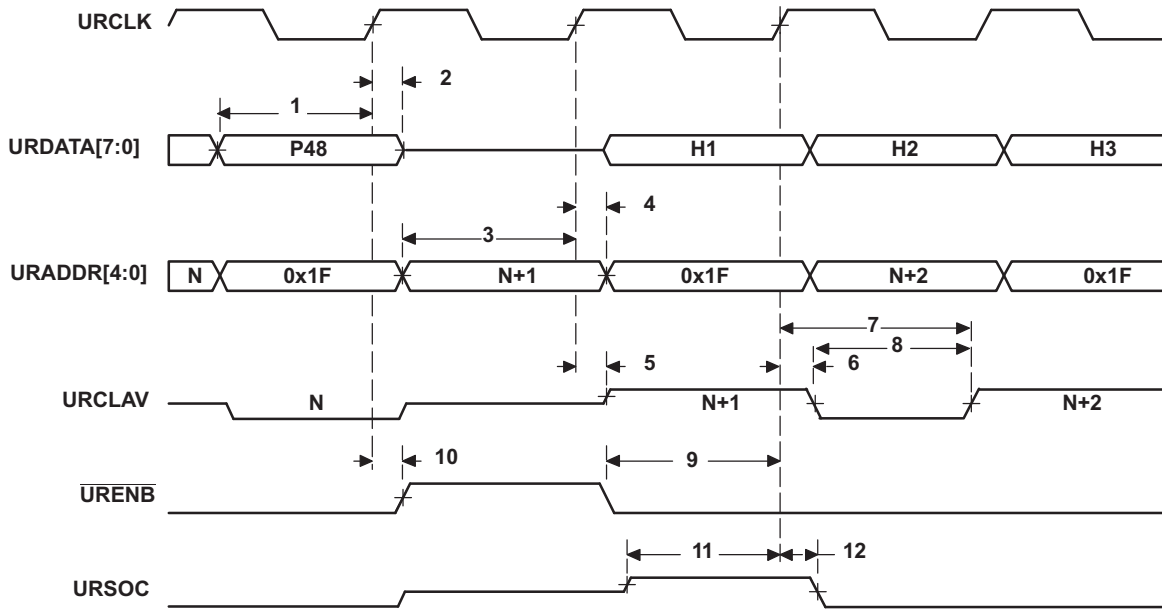 URCLK
2
1
URDATA[7:0] P48 H1 H2 H3
4
3
URADDR[4:0] N 0x1F N+1 0x1F N+2 0x1F
7
8
5 6
URCLAV N N+1 N+2
10 9
URENB
11 12
URSOC